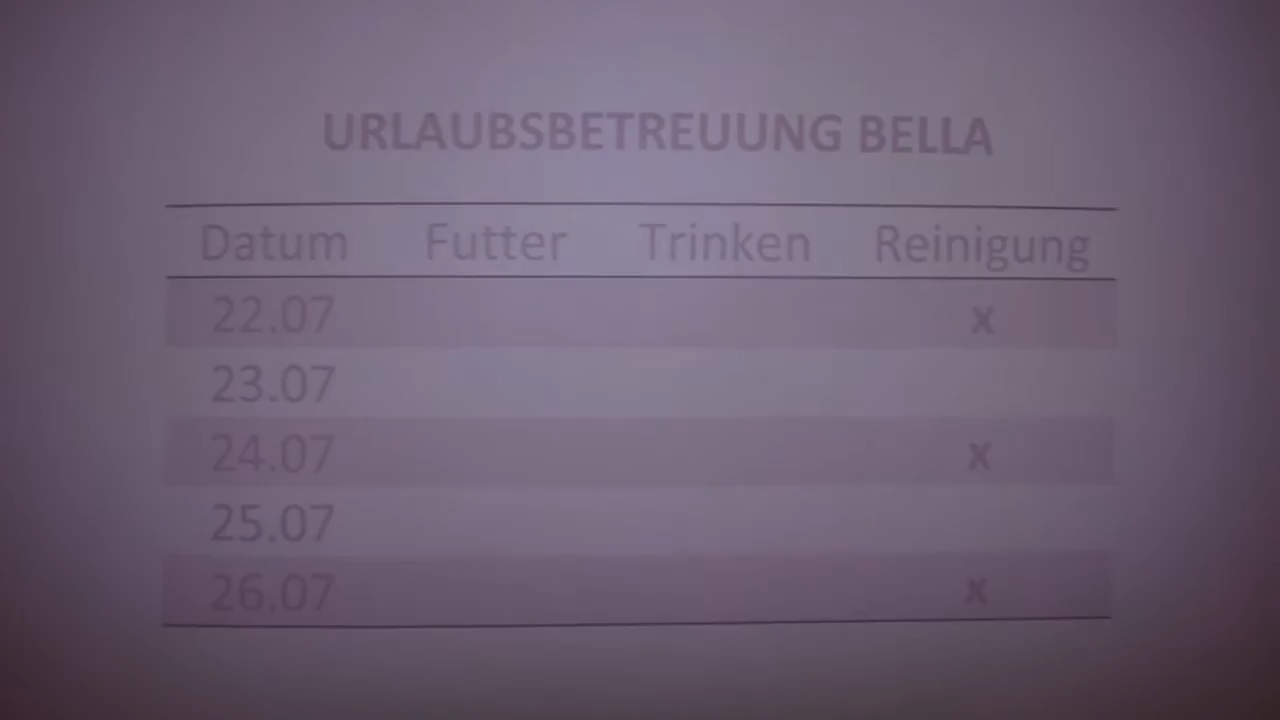 URLAUBSBETREUUNG BELLA
Datum Futter Trinken Reinigung
22.07 x
23.07
24.07 x
25.07
26.07 x